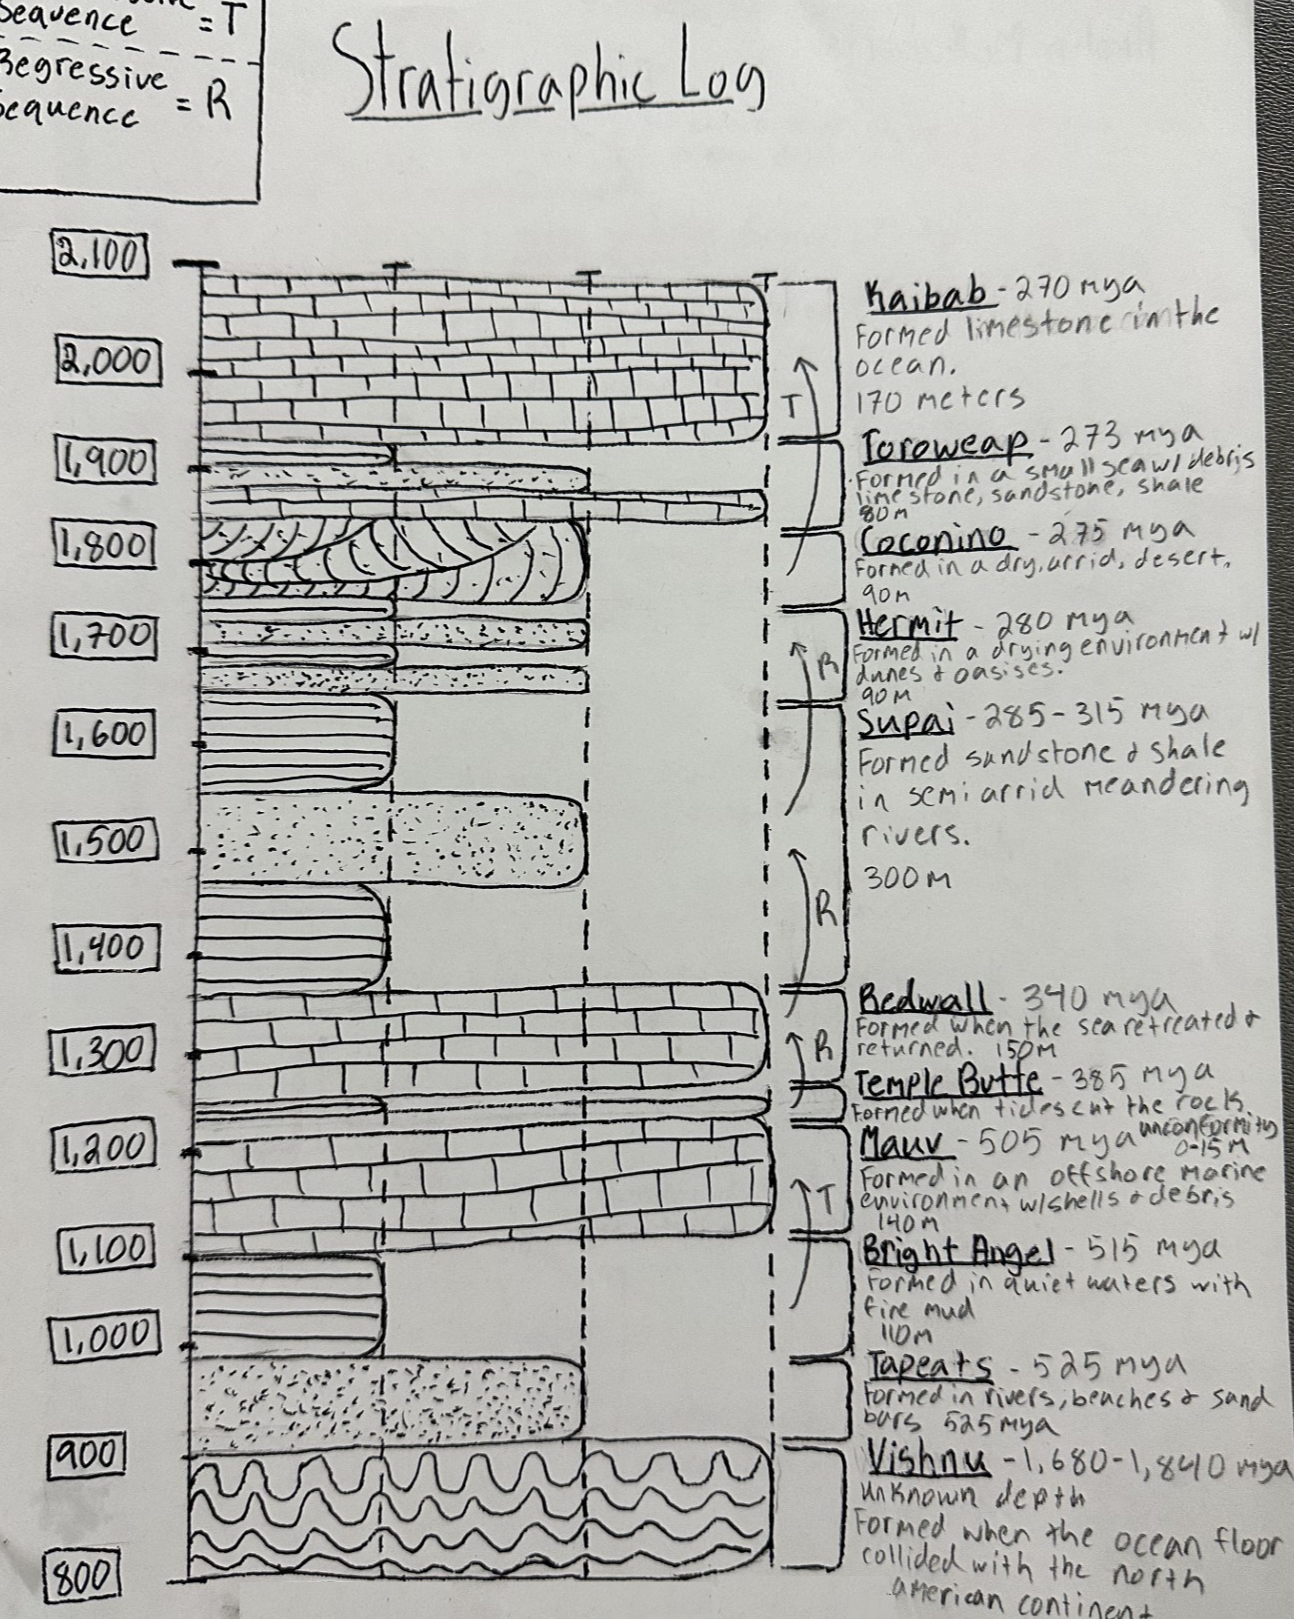 Sequence = T
Regressive
Sequence = R
Stratigraphic Log
2,100
2,000
1,900
1,800
1,700
1,600
1,500
1,400
1,300
1,200
1,100
1,000
900
800
T
R
R
R
T
Kaibab - 270 mya
Formed limestone in the
ocean.
170 meters
Toroweap - 273 mya
Formed in a small sea w/ debris
limestone, sandstone, shale
80m
Coconino - 275 mya
Formed in a dry, arrid, desert.
90m
Hermit - 280 mya
Formed in a drying environment w/
dunes & oasises.
90m
Supai - 285-315 mya
Formed sandstone & shale
in semi arrid meandering
rivers.
300m
Redwall - 340 mya
Formed when the sea retreated &
returned. 150m
Temple Butte - 385 mya
Formed when tides cut the rock
unconformity
0-15m
Mauv - 505 mya
Formed in an offshore marine
environment w/shells & debris
140m
Bright Angel - 515 mya
Formed in quiet waters with
fire mud
110m
Tapeats - 525 mya
Formed in rivers, beaches & sand
bars 525 mya
Vishnu - 1,680-1,840 mya
unknown depth
Formed when the ocean floor
collided with the north
american continent